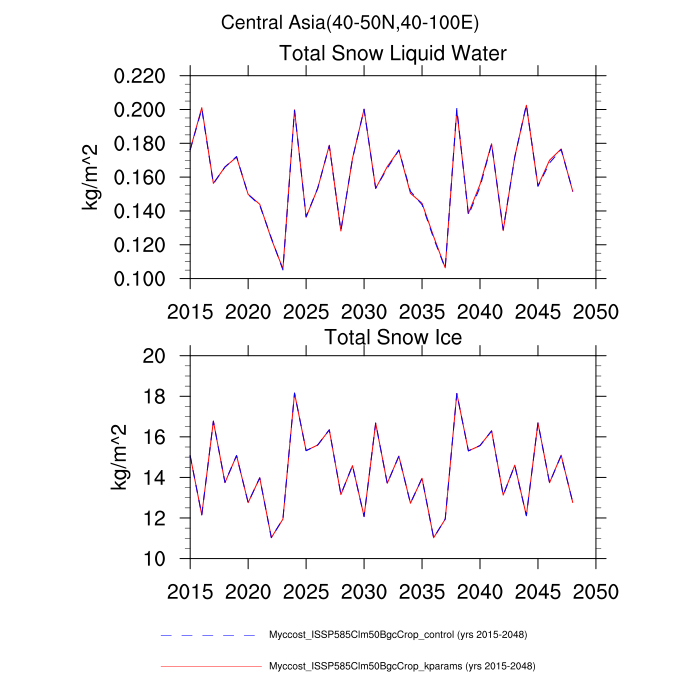 Central Asia(40-50N,40-100E)
Total Snow Liquid Water
0.220
0.200
0.180
0.160
0.140
0.120
0.100
kg/m^2
2015 2020 2025 2030 2035 2040 2045 2050
Total Snow Ice
20
18
16
14
12
10
kg/m^2
2015 2020 2025 2030 2035 2040 2045 2050
Myccost_ISSP585Clm50BgcCrop_control (yrs 2015-2048)
Myccost_ISSP585Clm50BgcCrop_kparams (yrs 2015-2048)